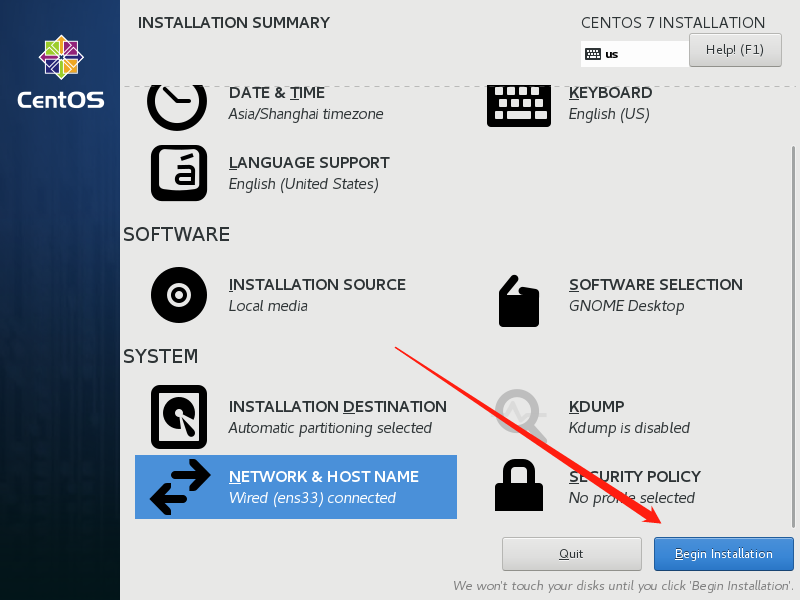 INSTALLATION SUMMARY
CENTOS 7 INSTALLATION
us
Help! (F1)
CentOS
DATE & TIME
Asia/Shanghai timezone
KEYBOARD
English (US)
LANGUAGE SUPPORT
English (United States)
SOFTWARE
INSTALLATION SOURCE
Local media
SOFTWARE SELECTION
GNOME Desktop
SYSTEM
INSTALLATION DESTINATION
Automatic partitioning selected
KDUMP
Kdump is disabled
NETWORK & HOST NAME
Wired (ens33) connected
SECURITY POLICY
No profile selected
Quit
Begin Installation
We won't touch your disks until you click 'Begin Installation'.